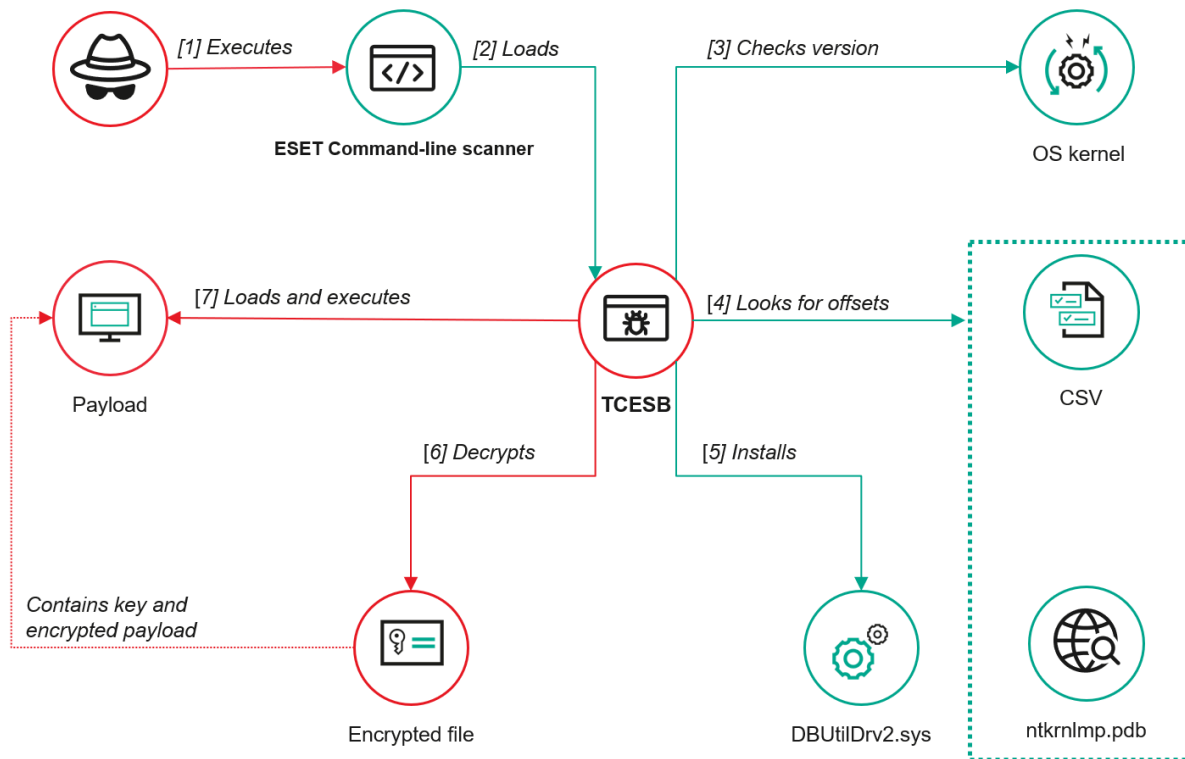 [1] Executes
[2] Loads
[3] Checks version
ESET Command-line scanner
OS kernel
[7] Loads and executes
[4] Looks for offsets
Payload
TCESB
CSV
[6] Decrypts
[5] Installs
Contains key and
encrypted payload
Encrypted file
DBUtilDrv2.sys
ntkrnlmp.pdb